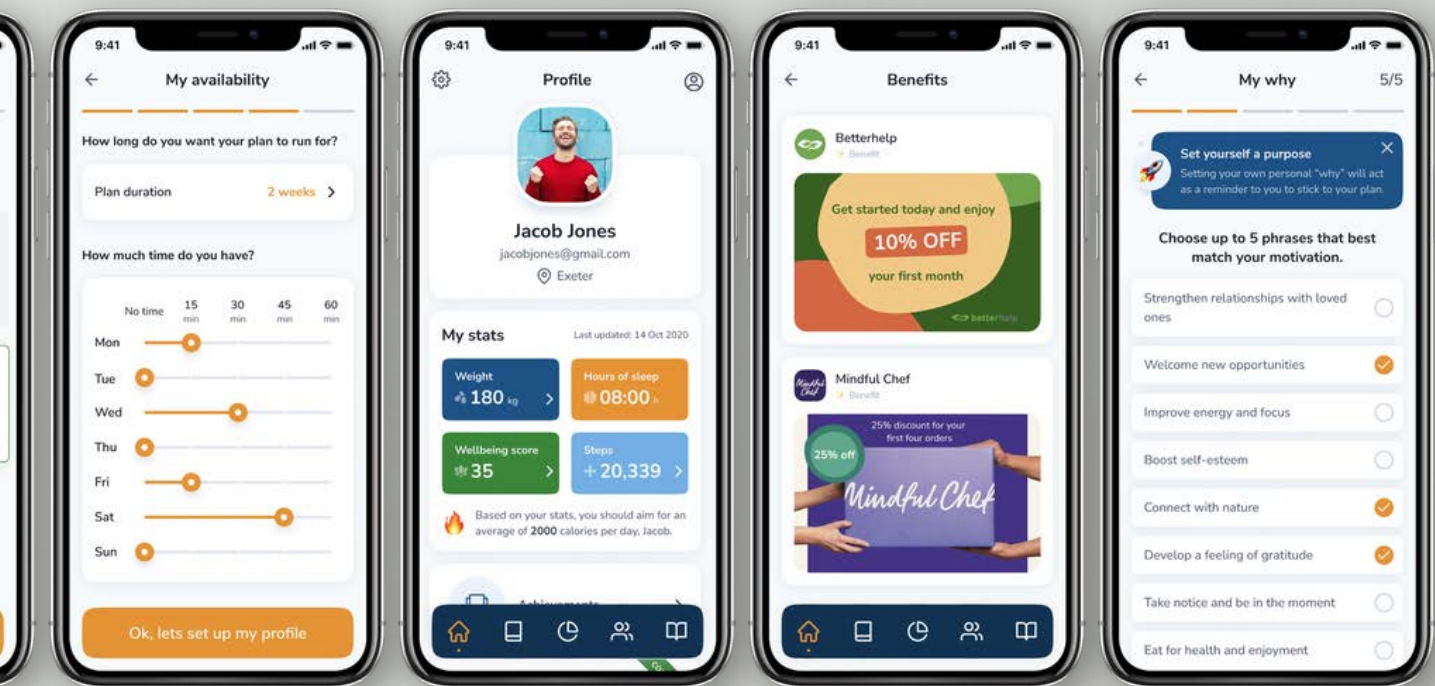 9:41
My availability
How long do you want your plan to run for?
Plan duration
2 weeks
How much time do you have?
No time
15
min
30
min
45
min
60
min
Mon
Tue
Wed
Thu
Fri
Sat
Sun
Ok, lets set up my profile
9:41
Profile
Jacob Jones
jacobjones@gmail.com
Exeter
My stats
Last updated: 14 Oct 2020
Weight
180 kg
Hours of sleep
08:00 h
Wellbeing score
35
Steps
20,339
Based on your stats, you should aim for an
average of 2000 calories per day, Jacob.
Achievements
9:41
Benefits
Betterhelp
Benefit
Get started today and enjoy
10% OFF
your first month
betterhelp
Mindful Chef
Benefit
Mindful
Chef
25% discount for your
first four orders
25% off
Mindful Chef
9:41
My why
5/5
Set yourself a purpose
Setting your own personal "why" will act
as a reminder to you to stick to your plan.
Choose up to 5 phrases that best
match your motivation.
Strengthen relationships with loved
ones
Welcome new opportunities
Improve energy and focus
Boost self-esteem
Connect with nature
Develop a feeling of gratitude
Take notice and be in the moment
Eat for health and enjoyment